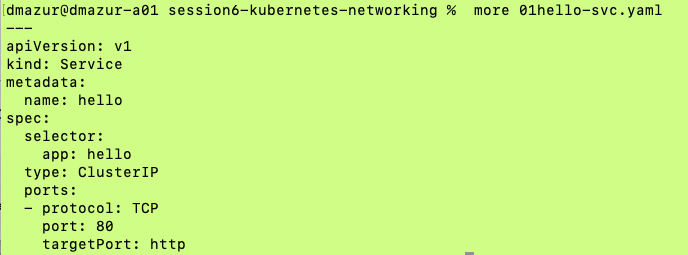 dmazur@dmazur-a01 session6-kubernetes-networking %  more 01hello-svc.yaml
---
apiVersion: v1
kind: Service
metadata:
  name: hello
spec:
  selector:
    app: hello
  type: ClusterIP
  ports:
  - protocol: TCP
    port: 80
    targetPort: http